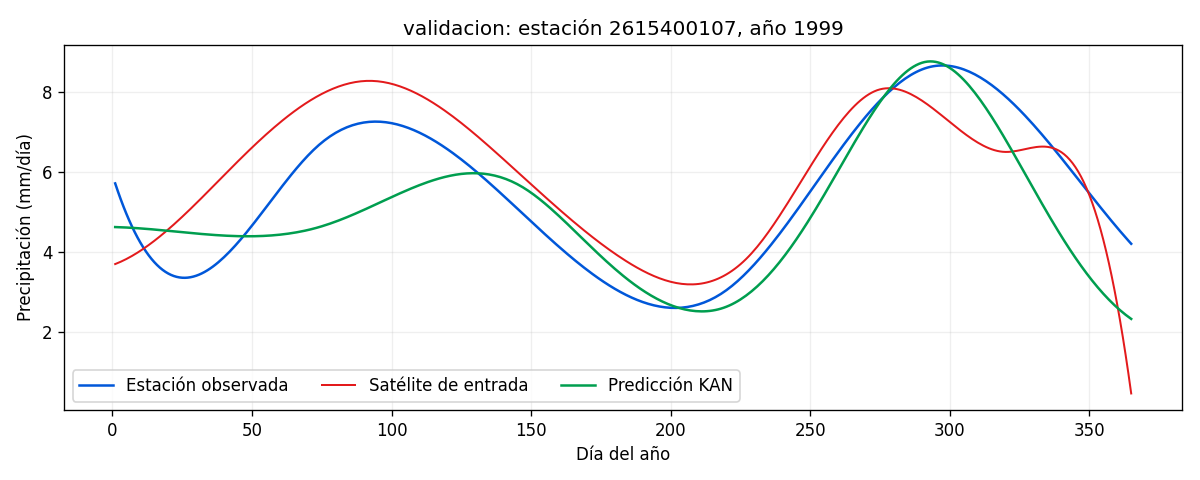 validacion: estación 2615400107, año 1999
Precipitación (mm/día)
8
6
4
2
Estación observada Satélite de entrada Predicción KAN
0 50 100 150 200 250 300 350
Día del año